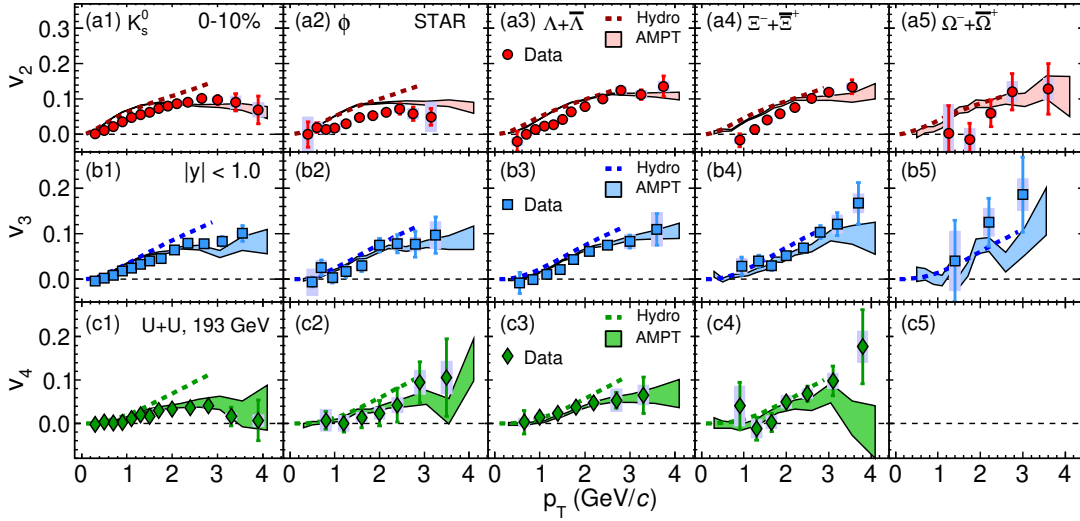 (a1) K⁰ₛ 0-10%
(a2) ϕ STAR
(a3) Λ+Λ̅ Hydro
AMPT
Data
(a4) Ξ⁻+Ξ̅⁺
(a5) Ω⁻+Ω̅⁺
v₂
0.2
0.1
0.0
(b1) |y| < 1.0
(b2)
(b3) Hydro
AMPT
Data
(b4)
(b5)
v₃
0.2
0.1
0.0
(c1) U+U, 193 GeV
(c2)
(c3) Hydro
AMPT
Data
(c4)
(c5)
v₄
0.2
0.1
0.0
0 1 2 3 4 0 1 2 3 4 0 1 2 3 4 0 1 2 3 4 0 1 2 3 4
p_T (GeV/c)